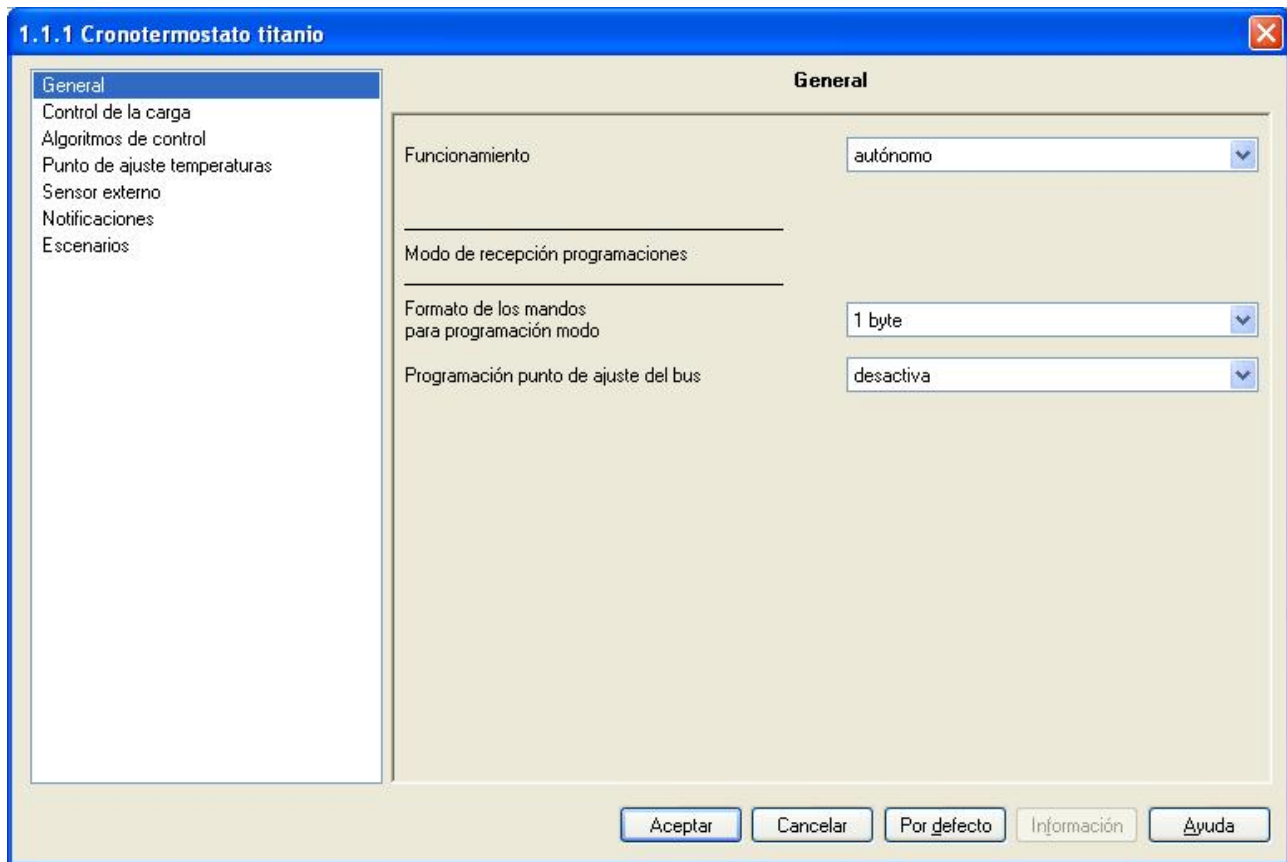 1.1.1 Cronotermostato titanio
General
Control de la carga
Algoritmos de control
Punto de ajuste temperaturas
Sensor externo
Notificaciones
Escenarios
General
Funcionamiento
autónomo
Modo de recepción programaciones
Formato de los mandos
para programación modo
1 byte
Programación punto de ajuste del bus
desactiva
Aceptar
Cancelar
Por defecto
Información
Ayuda